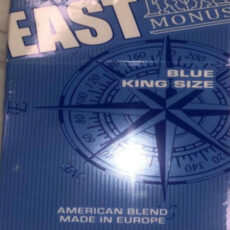 EAST
MONUS
BLUE
KING SIZE
AMERICAN BLEND
MADE IN EUROPE